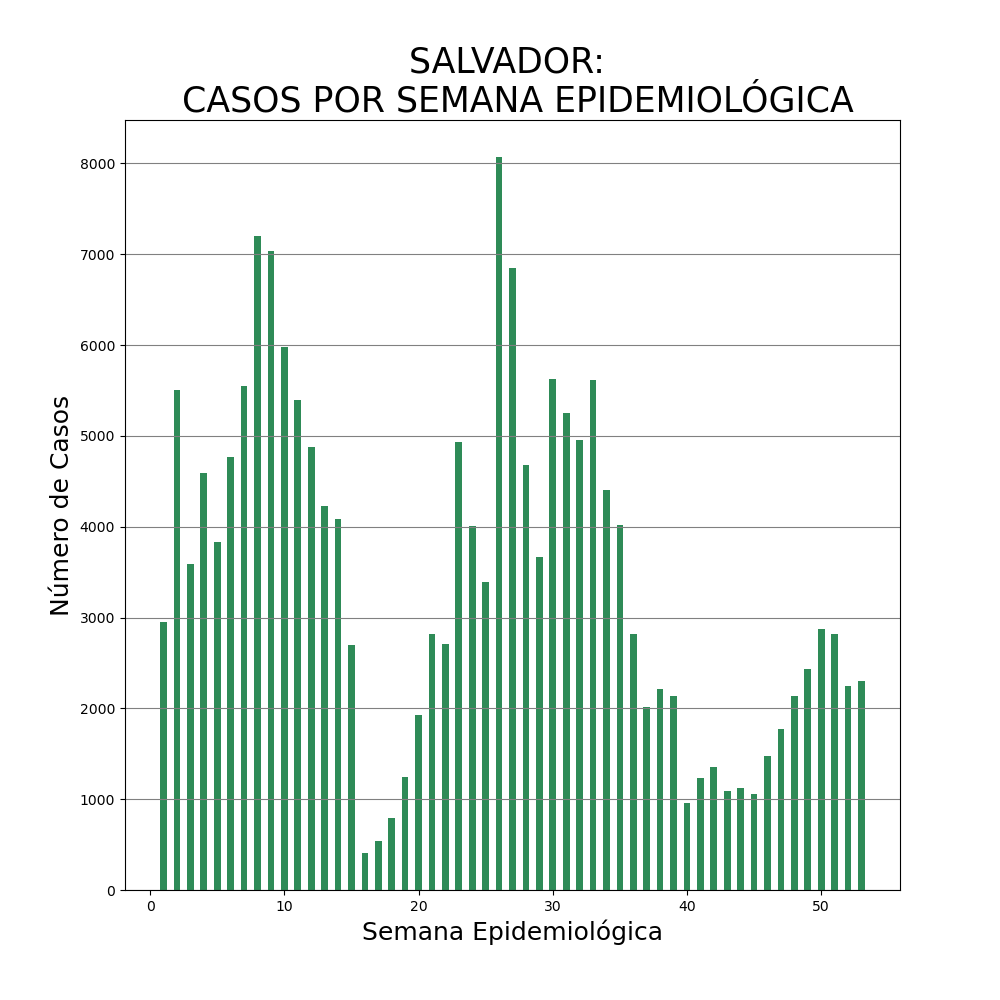 SALVADOR:
CASOS POR SEMANA EPIDEMIOLÓGICA
8000
7000
6000
5000
4000
3000
2000
1000
0
Número de Casos
0 10 20 30 40 50
Semana Epidemiológica